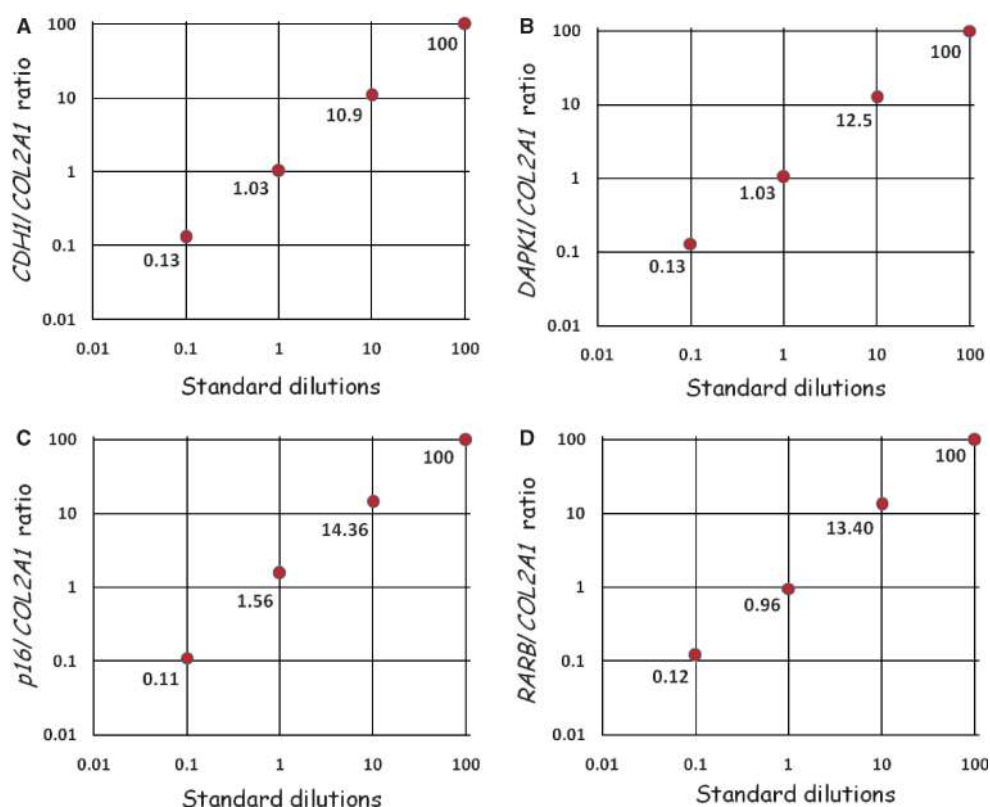 A
CDH1/COL2A1 ratio
100
10
1
0.1
0.01
100
10.9
1.03
0.13
0.01 0.1 1 10 100
Standard dilutions
B
DAPK1/COL2A1 ratio
100
10
1
0.1
0.01
100
12.5
1.03
0.13
0.01 0.1 1 10 100
Standard dilutions
C
p16/COL2A1 ratio
100
10
1
0.1
0.01
100
14.36
1.56
0.11
0.01 0.1 1 10 100
Standard dilutions
D
RARB/COL2A1 ratio
100
10
1
0.1
0.01
100
13.40
0.96
0.12
0.01 0.1 1 10 100
Standard dilutions